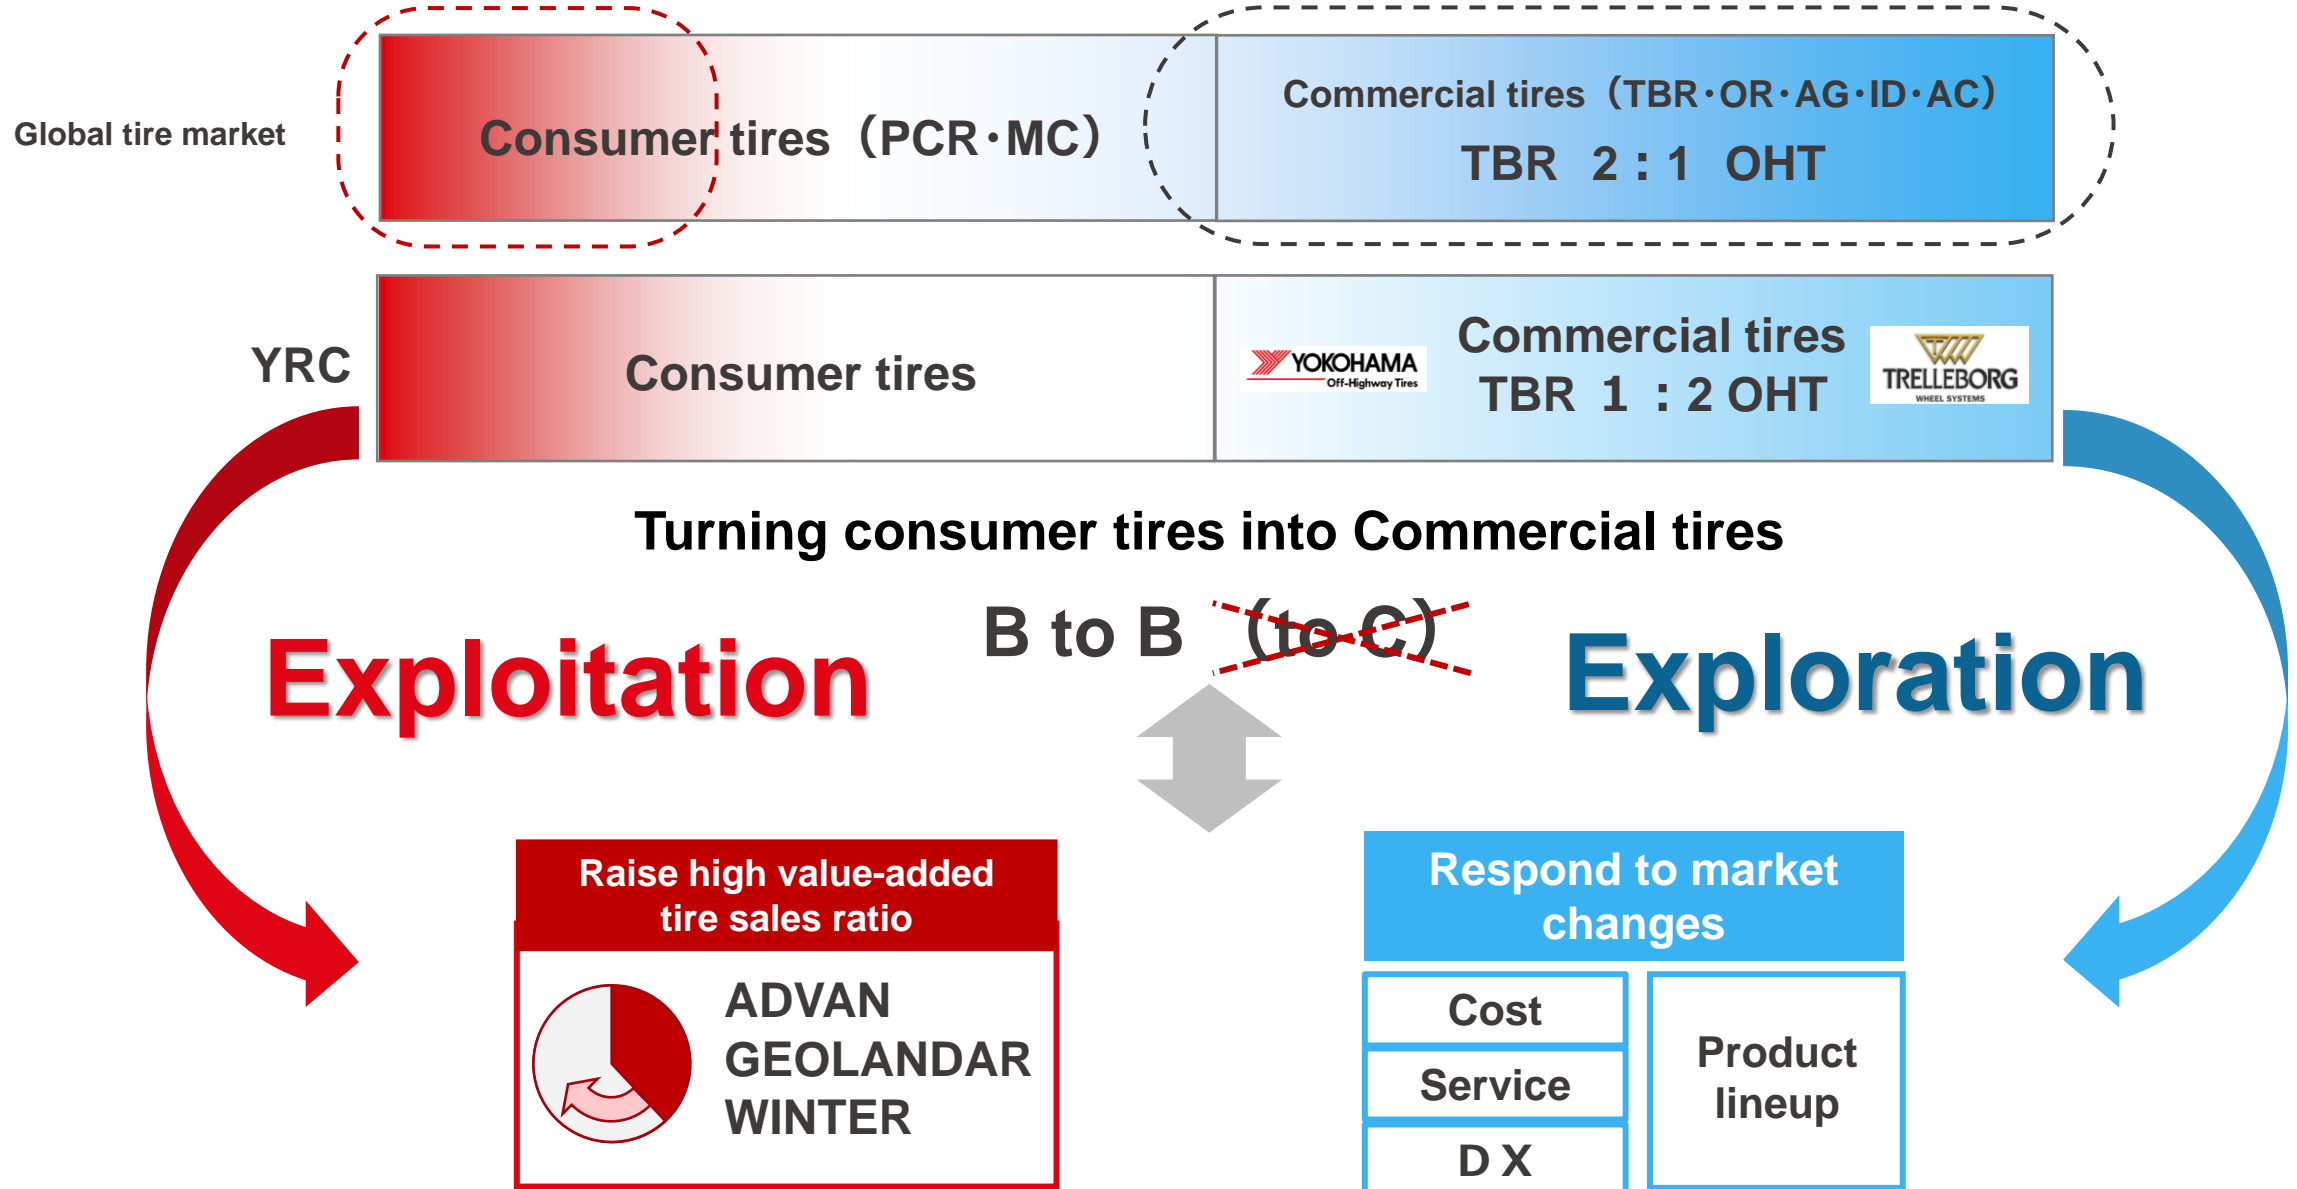 Global tire market
Consumer tires（PCR･MC）
Commercial tires（TBR･OR･AG･ID･AC）
TBR 2：1 OHT
YRC
Consumer tires
YOKOHAMA
Off-Highway Tires
Commercial tires
TBR 1：2 OHT
TRELLEBORG
WHEEL SYSTEMS
Turning consumer tires into Commercial tires
B to B （to C）
Exploitation
Exploration
Raise high value-added
tire sales ratio
ADVAN
GEOLANDAR
WINTER
Respond to market
changes
Cost
Service
D X
Product
lineup